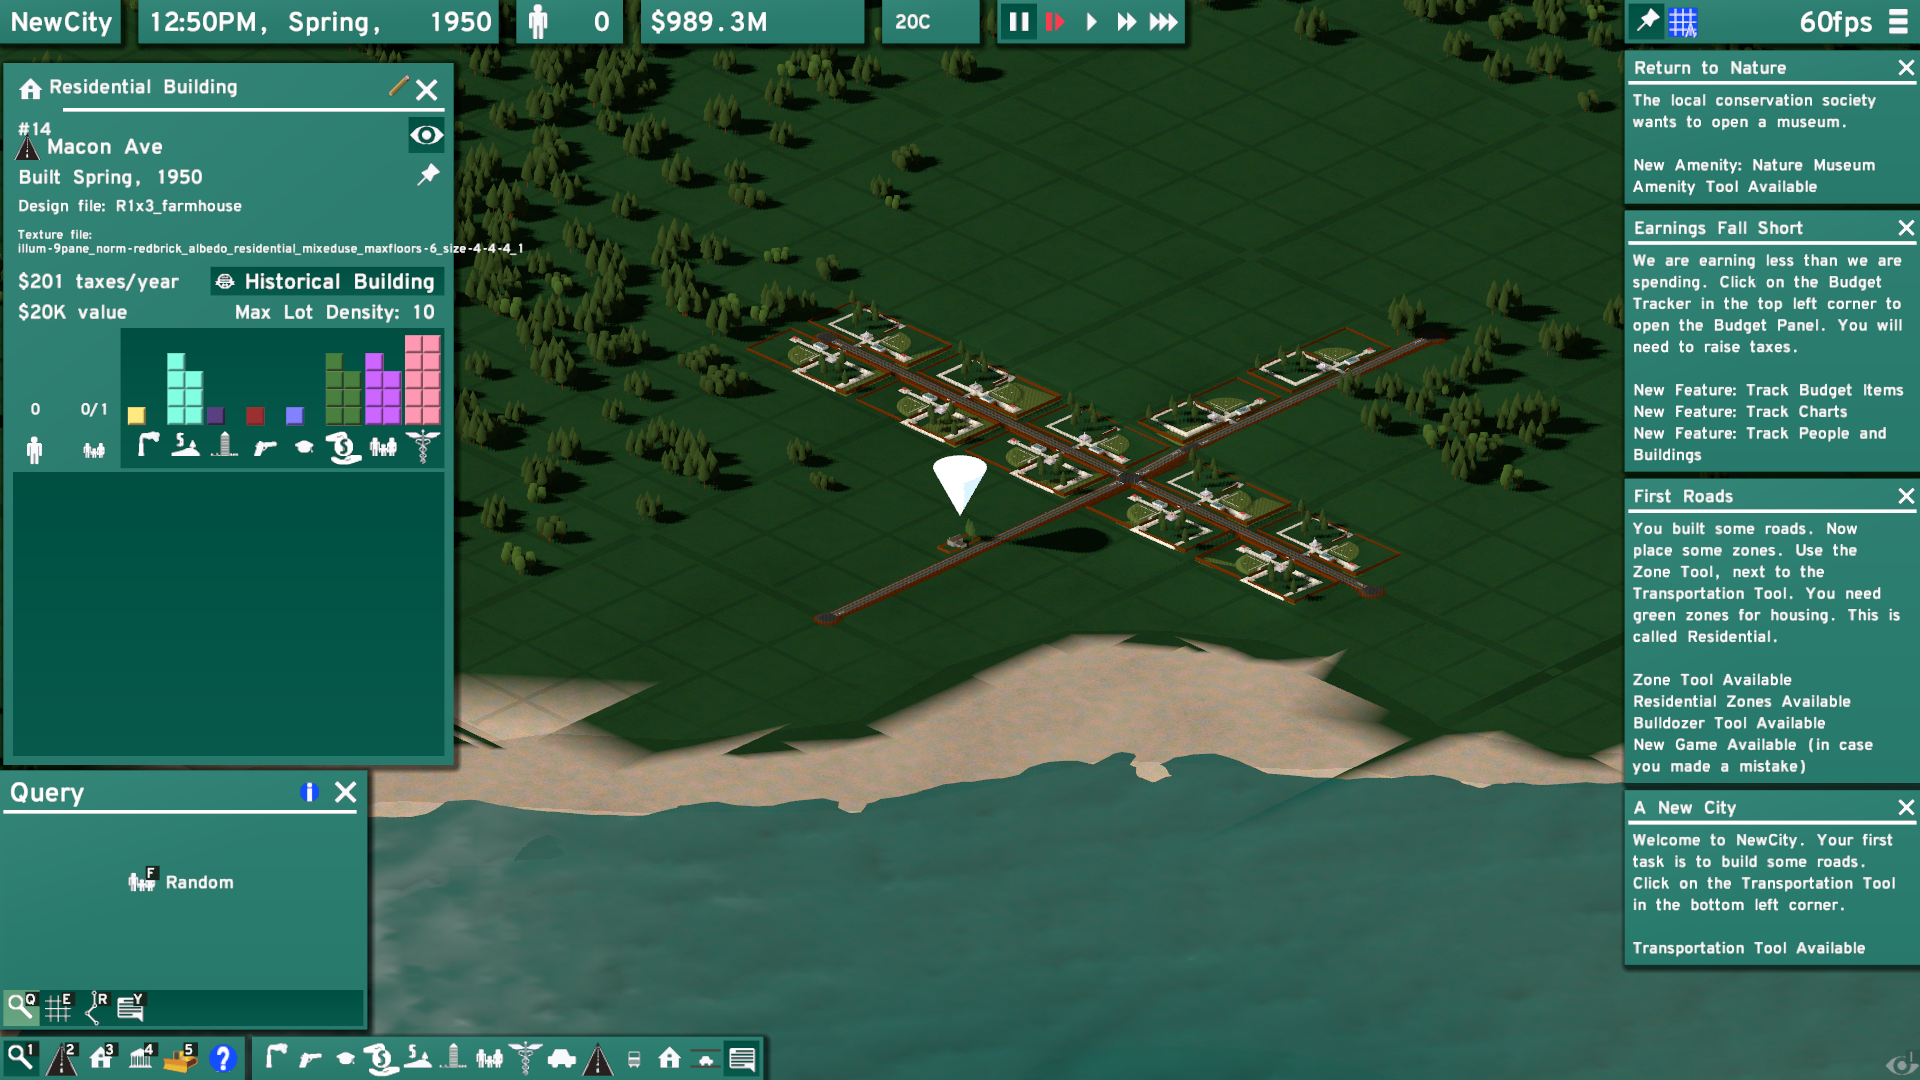 NewCity
12:50PM, Spring, 1950
0
$989.3M
20C
60fps
Residential Building
#14
Macon Ave
Built Spring, 1950
Design file: R1x3_farmhouse
Texture file:
illum-9pane_norm-redbrick_albedo_residential_mixeduse_maxfloors-6_size-4-4-4_1
$201 taxes/year
Historical Building
$20K value
Max Lot Density: 10
0
0/1
Query
F
Random
Q
E
R
Y
1
2
3
4
5
?
Return to Nature
The local conservation society
wants to open a museum.
New Amenity: Nature Museum
Amenity Tool Available
Earnings Fall Short
We are earning less than we are
spending. Click on the Budget
Tracker in the top left corner to
open the Budget Panel. You will
need to raise taxes.
New Feature: Track Budget Items
New Feature: Track Charts
New Feature: Track People and
Buildings
First Roads
You built some roads. Now
place some zones. Use the
Zone Tool, next to the
Transportation Tool. You need
green zones for housing. This is
called Residential.
Zone Tool Available
Residential Zones Available
Bulldozer Tool Available
New Game Available (in case
you made a mistake)
A New City
Welcome to NewCity. Your first
task is to build some roads.
Click on the Transportation Tool
in the bottom left corner.
Transportation Tool Available